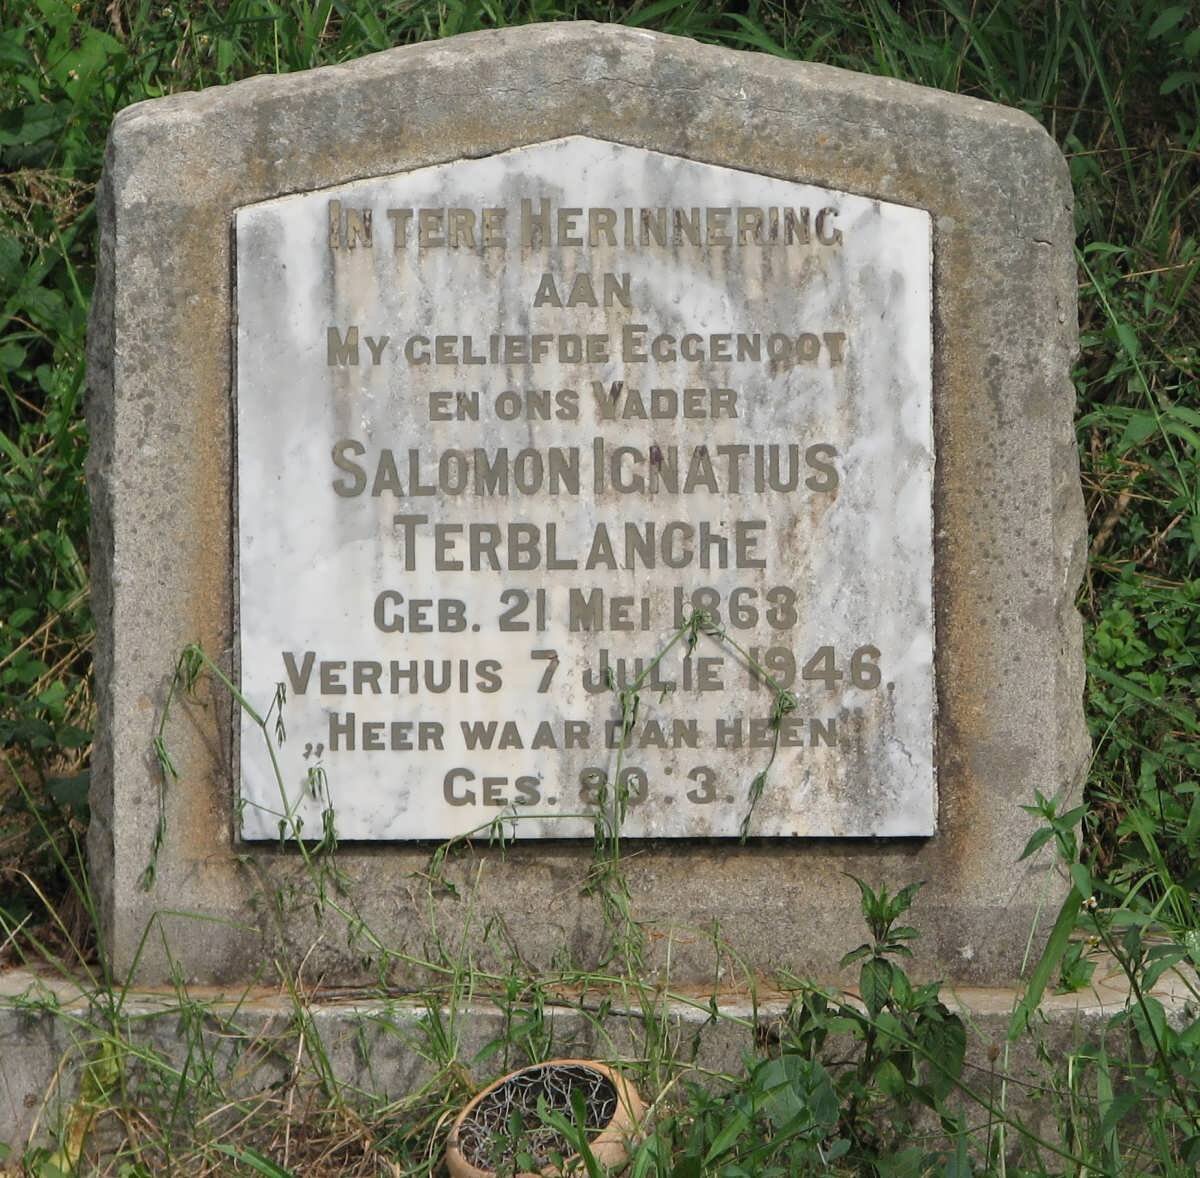 IN TERE HERINNERING
AAN
MY GELIEFDE EGGENOOT
EN ONS VADER
SALOMON IGNATIUS
TERBLANChE
GEB. 21 MEI 1863
VERHUIS 7 JULIE 1946.
„HEER WAAR DAN HEEN"
GES. 80:3.